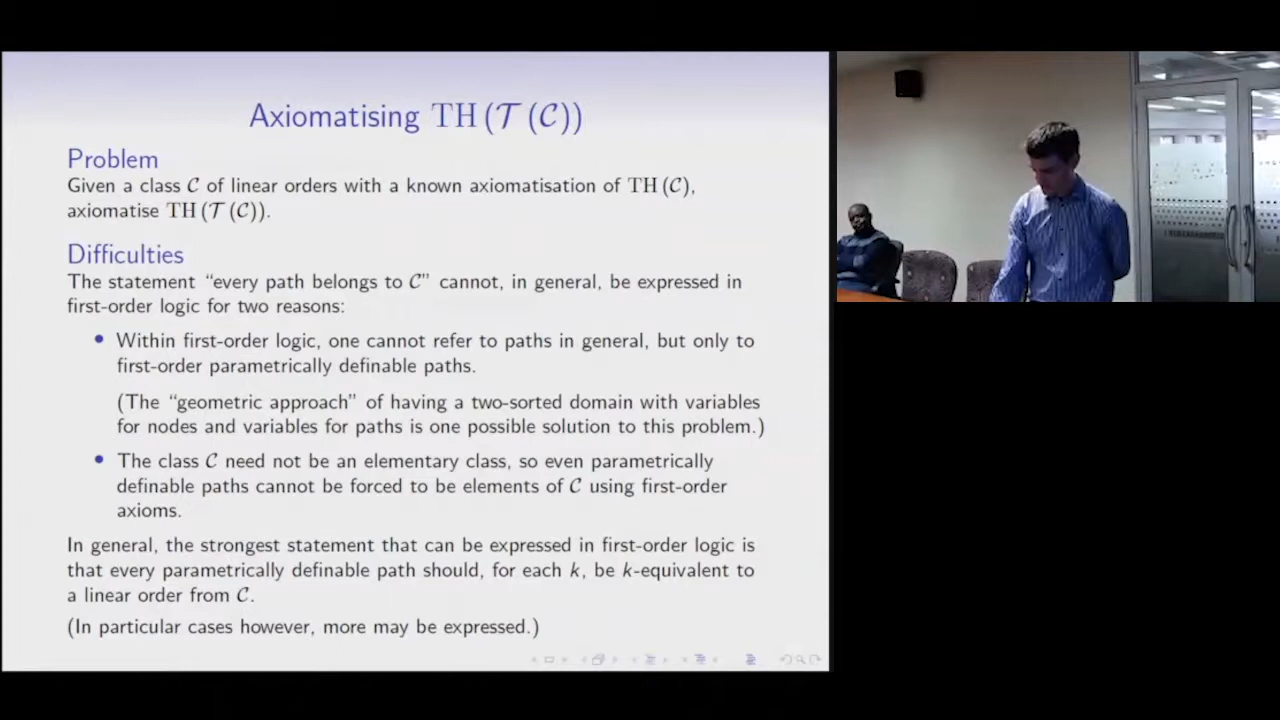 Axiomatising TH (𝒯 (𝒞))
Problem
Given a class 𝒞 of linear orders with a known axiomatisation of TH (𝒞),
axiomatise TH (𝒯 (𝒞)).
Difficulties
The statement “every path belongs to 𝒞” cannot, in general, be expressed in
first-order logic for two reasons:
• Within first-order logic, one cannot refer to paths in general, but only to
first-order parametrically definable paths.
(The “geometric approach” of having a two-sorted domain with variables
for nodes and variables for paths is one possible solution to this problem.)
• The class 𝒞 need not be an elementary class, so even parametrically
definable paths cannot be forced to be elements of 𝒞 using first-order
axioms.
In general, the strongest statement that can be expressed in first-order logic is
that every parametrically definable path should, for each k, be k-equivalent to
a linear order from 𝒞.
(In particular cases however, more may be expressed.)